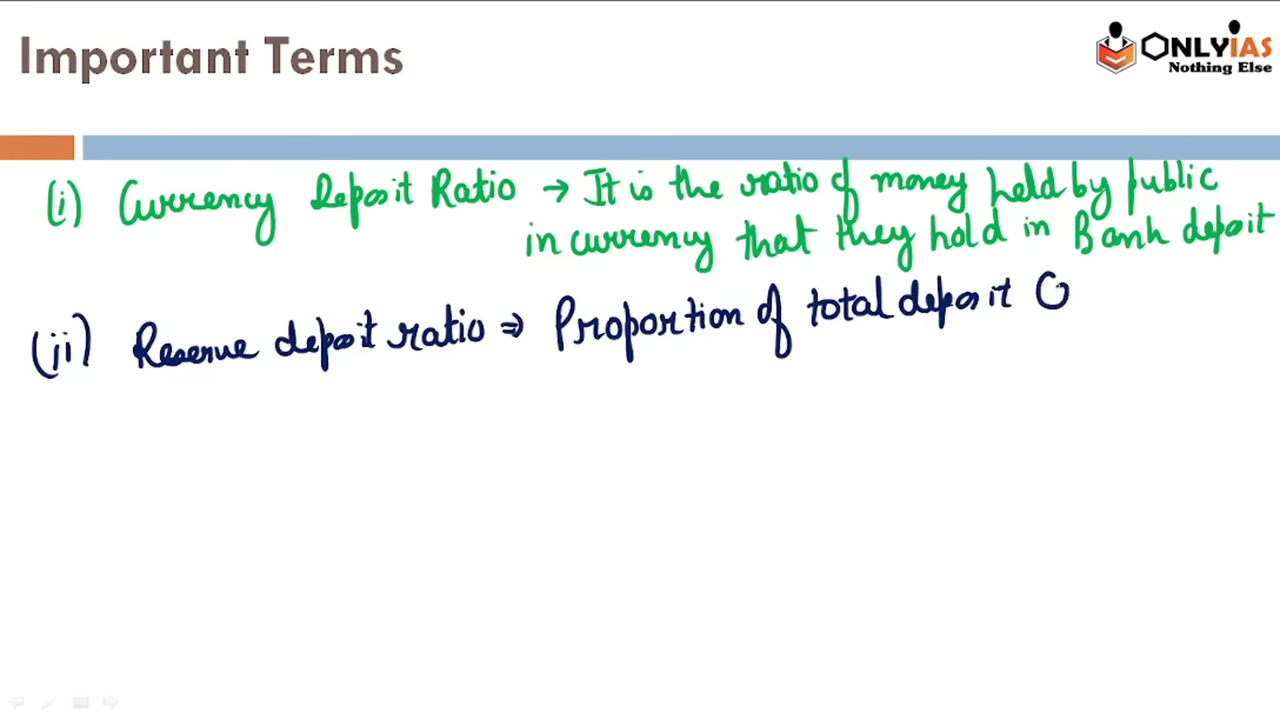 Important Terms
ONLYIAS
Nothing Else
(i) Currency Deposit Ratio → It is the ratio of money held by public
in currency that they hold in Bank deposit
(ii) Reserve deposit ratio ⇒ Proportion of total deposit C